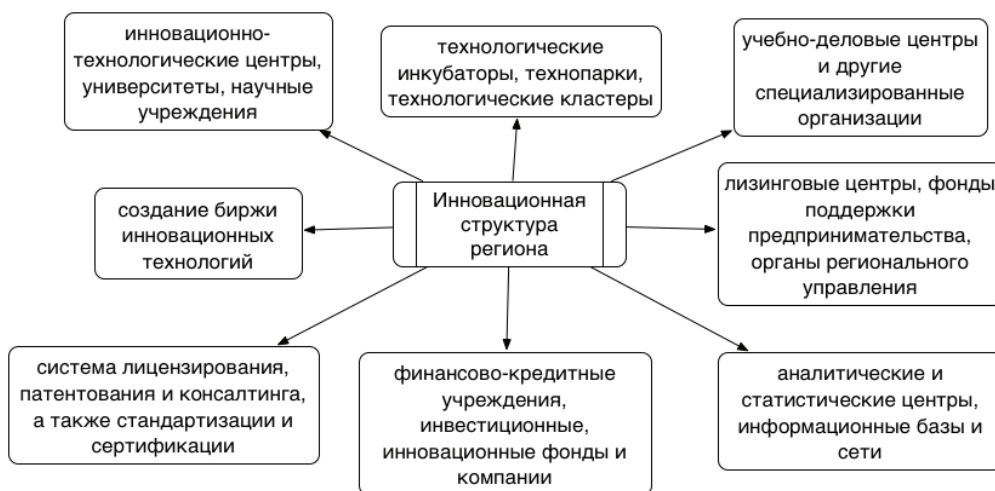 инновационно-
технологические центры,
университеты, научные
учреждения
технологические
инкубаторы, технопарки,
технологические кластеры
учебно-деловые центры
и другие
специализированные
организации
создание биржи
инновационных
технологий
Инновационная
структура
региона
лизинговые центры, фонды
поддержки
предпринимательства,
органы регионального
управления
система лицензирования,
патентования и консалтинга,
а также стандартизации и
сертификации
финансово-кредитные
учреждения,
инвестиционные,
инновационные фонды и
компании
аналитические и
статистические центры,
информационные базы и
сети